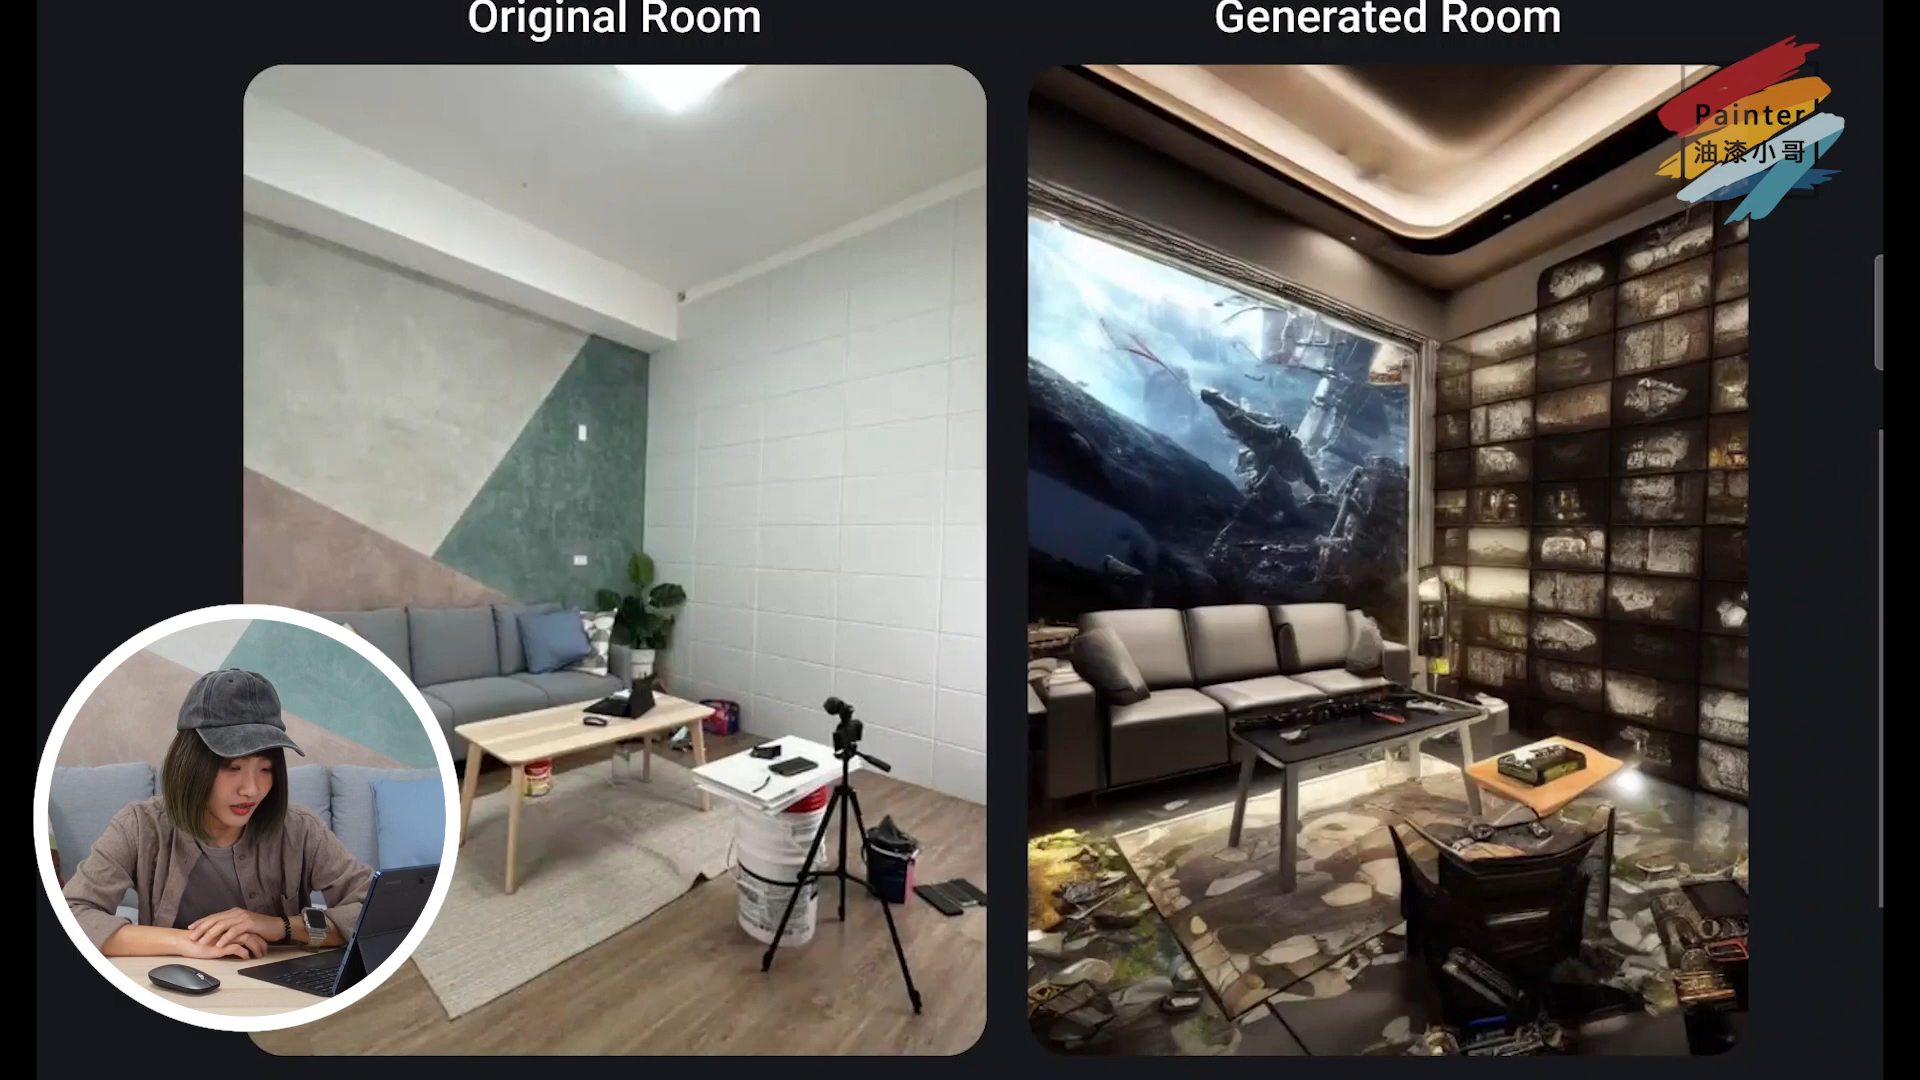 Original Room
Generated Room
Painter
油漆小哥